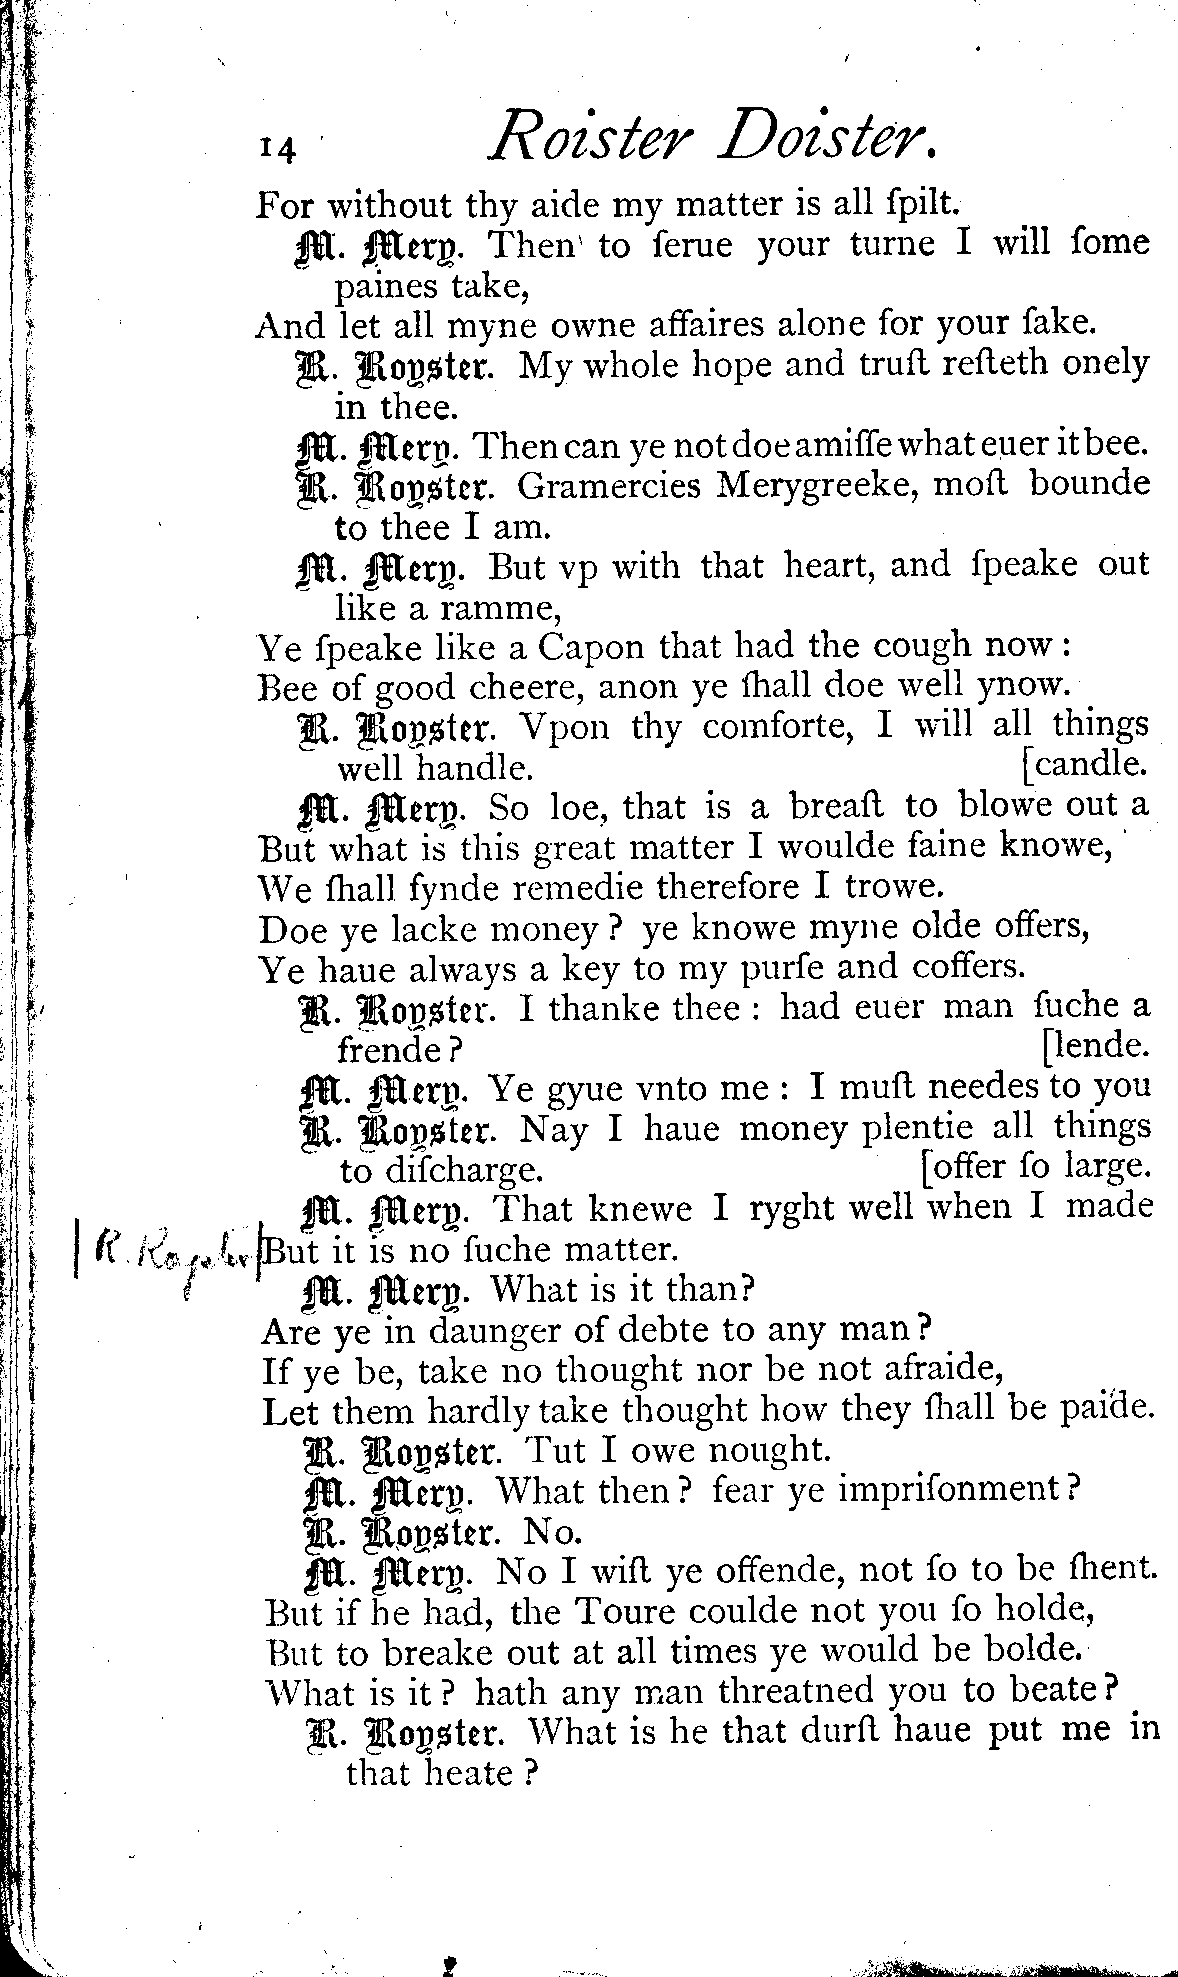 14 Roister Doister.
For without thy aide my matter is all ſpilt.
M. Mery. Then to ſerue your turne I will ſome
paines take,
And let all myne owne affaires alone for your ſake.
R. Royster. My whole hope and truſt reſteth onely
in thee.
M. Mery. Then can ye not doe amiſſe what euer it bee.
R. Royster. Gramercies Merygreeke, moſt bounde
to thee I am.
M. Mery. But vp with that heart, and ſpeake out
like a ramme,
Ye ſpeake like a Capon that had the cough now :
Bee of good cheere, anon ye ſhall doe well ynow.
R. Royster. Vpon thy comforte, I will all things
well handle. [candle.
M. Mery. So loe, that is a breaſt to blowe out a
But what is this great matter I woulde faine knowe,
We ſhall fynde remedie therefore I trowe.
Doe ye lacke money ? ye knowe myne olde offers,
Ye haue always a key to my purſe and coffers.
R. Royster. I thanke thee : had euer man ſuche a
frende ? [lende.
M. Mery. Ye gyue vnto me : I muſt needes to you
R. Royster. Nay I haue money plentie all things
to diſcharge. [offer ſo large.
M. Mery. That knewe I ryght well when I made
R. Royster But it is no ſuche matter.
M. Mery. What is it than?
Are ye in daunger of debte to any man ?
If ye be, take no thought nor be not afraide,
Let them hardly take thought how they ſhall be paide.
R. Royster. Tut I owe nought.
M. Mery. What then ? fear ye impriſonment ?
R. Royster. No.
M. Mery. No I wiſt ye offende, not ſo to be ſhent.
But if he had, the Toure coulde not you ſo holde,
But to breake out at all times ye would be bolde.
What is it ? hath any man threatned you to beate ?
R. Royster. What is he that durſt haue put me in
that heate ?